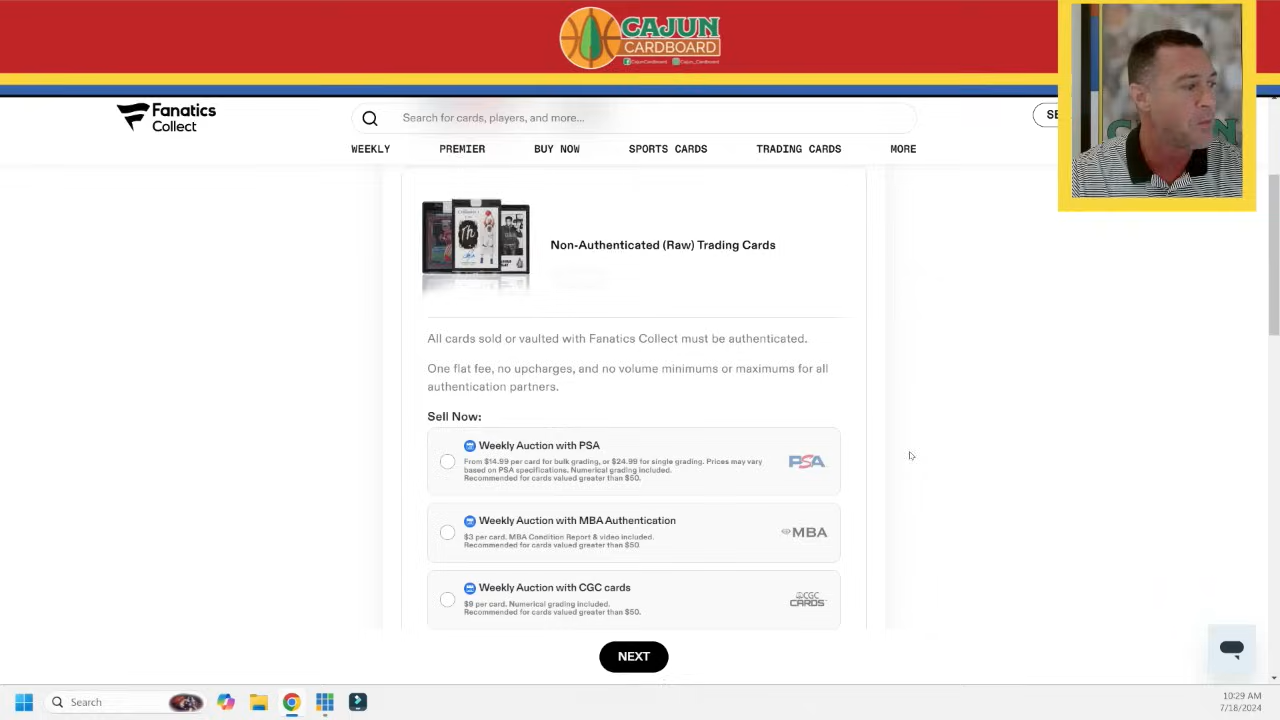 CAJUN
CARDBOARD
CajunCardboard Cajun_Cardboard
Fanatics
Collect
Search for cards, players, and more...
SE
WEEKLY PREMIER BUY NOW SPORTS CARDS TRADING CARDS MORE
Non-Authenticated (Raw) Trading Cards
All cards sold or vaulted with Fanatics Collect must be authenticated.
One flat fee, no upcharges, and no volume minimums or maximums for all
authentication partners.
Sell Now:
Weekly Auction with PSA
From $14.99 per card for bulk grading, or $24.99 for single grading. Prices may vary
based on PSA specifications. Numerical grading included.
Recommended for cards valued greater than $50.
PSA
Weekly Auction with MBA Authentication
$3 per card. MBA Condition Report & video included.
Recommended for cards valued greater than $50.
MBA
Weekly Auction with CGC cards
$9 per card. Numerical grading included.
Recommended for cards valued greater than $50.
CGC
CARDS
NEXT
Search
10:29 AM
7/18/2024